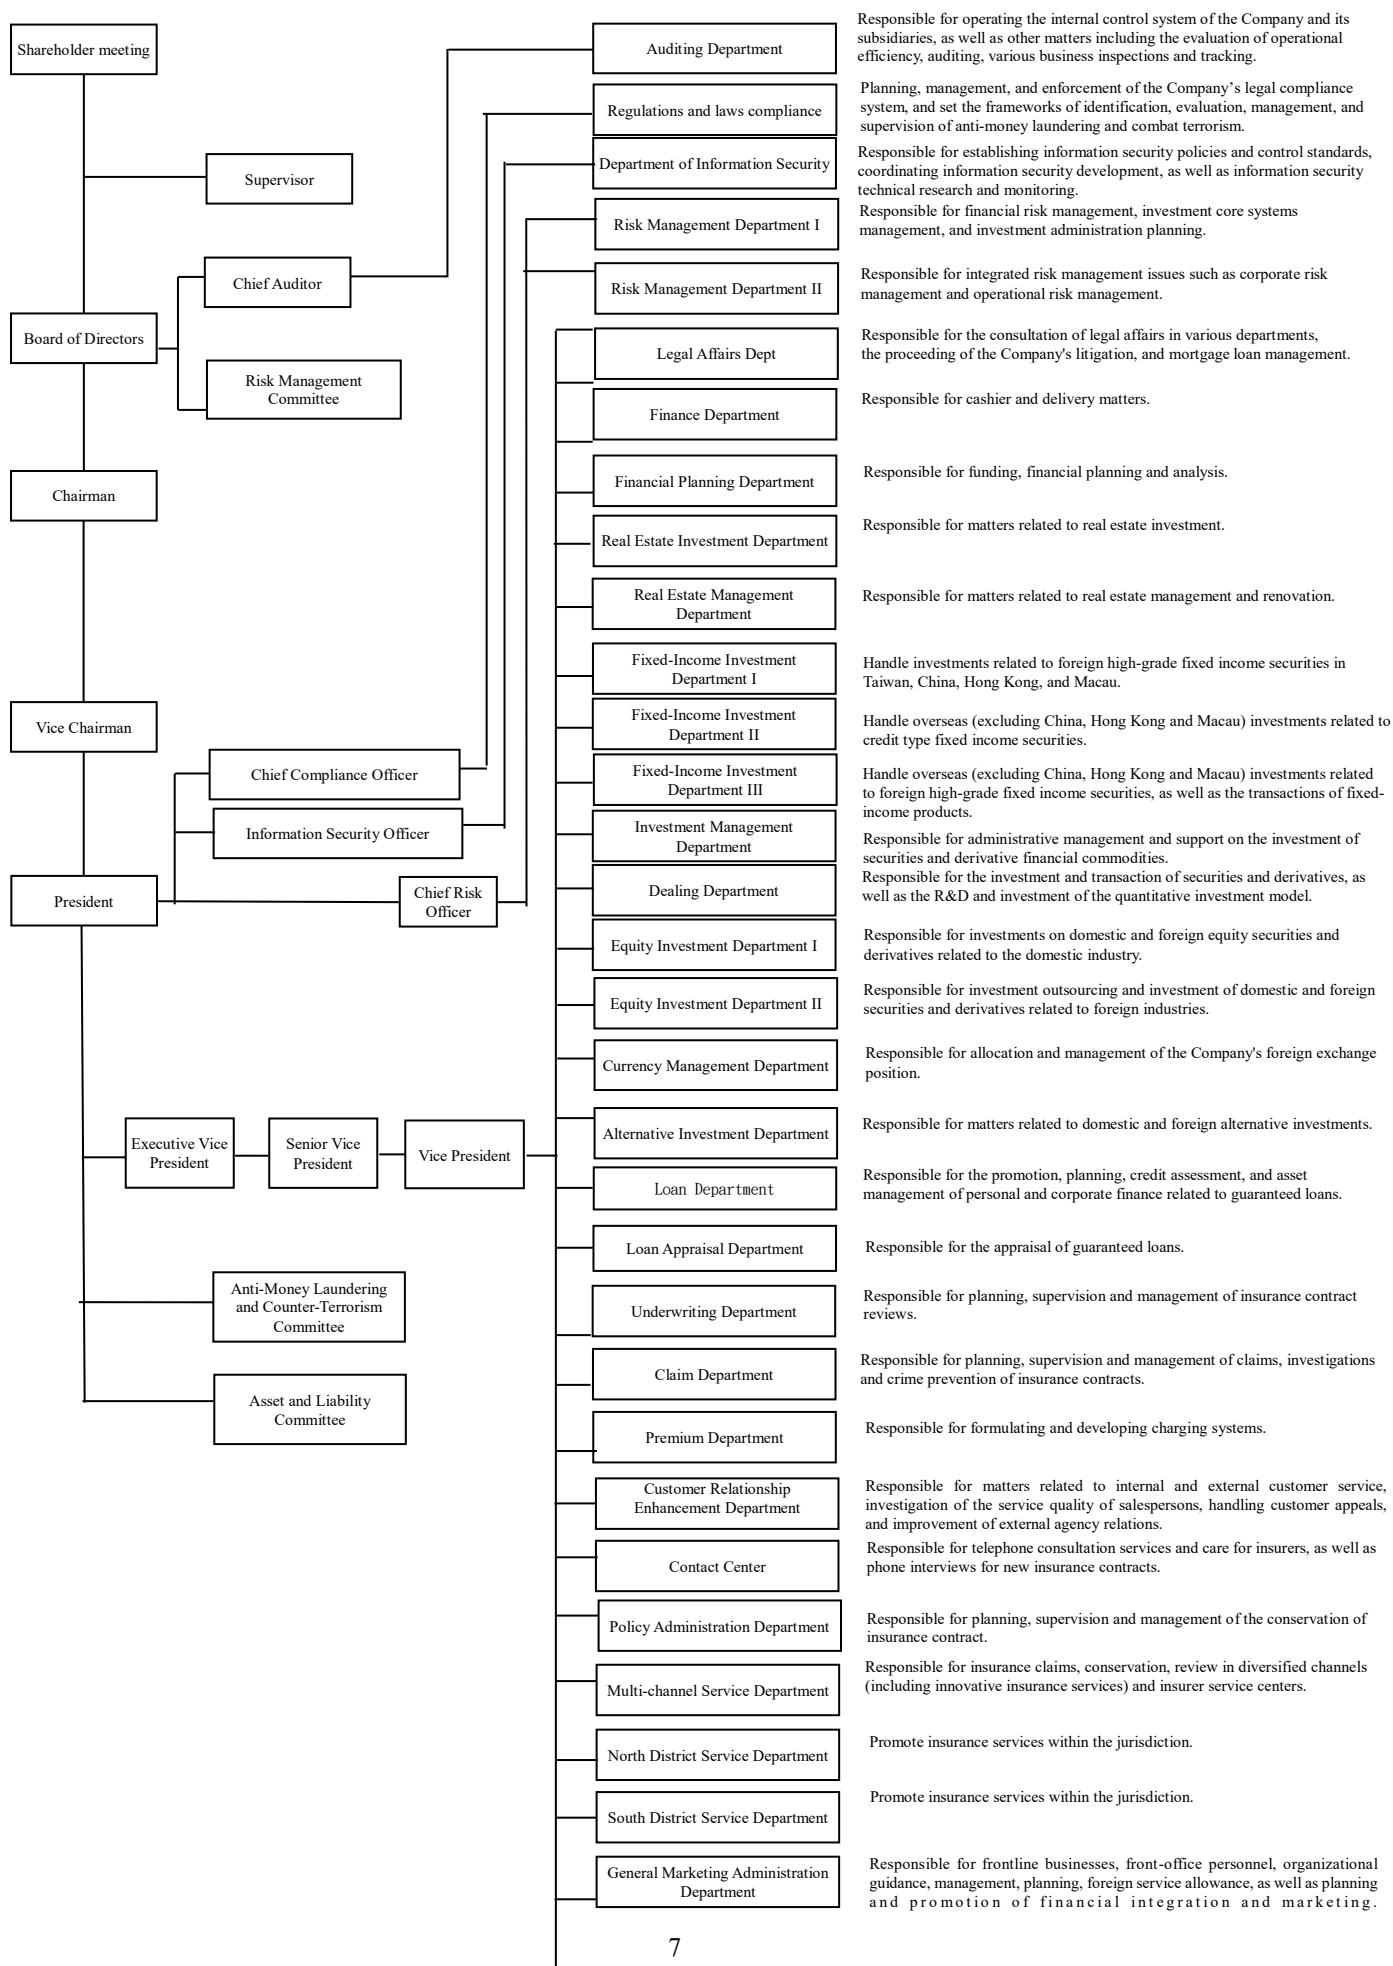 Shareholder meeting
Supervisor
Chief Auditor
Board of Directors
Risk Management
Committee
Chairman
Vice Chairman
Chief Compliance Officer
Information Security Officer
President
Chief Risk
Officer
Executive Vice
President
Senior Vice
President
Vice President
Anti-Money Laundering
and Counter-Terrorism
Committee
Asset and Liability
Committee
Auditing Department
Responsible for operating the internal control system of the Company and its
subsidiaries, as well as other matters including the evaluation of operational
efficiency, auditing, various business inspections and tracking.
Regulations and laws compliance
Planning, management, and enforcement of the Company’s legal compliance
system, and set the frameworks of identification, evaluation, management, and
supervision of anti-money laundering and combat terrorism.
Department of Information Security
Responsible for establishing information security policies and control standards,
coordinating information security development, as well as information security
technical research and monitoring.
Risk Management Department I
Responsible for financial risk management, investment core systems
management, and investment administration planning.
Risk Management Department II
Responsible for integrated risk management issues such as corporate risk
management and operational risk management.
Legal Affairs Dept
Responsible for the consultation of legal affairs in various departments,
the proceeding of the Company's litigation, and mortgage loan management.
Finance Department
Responsible for cashier and delivery matters.
Financial Planning Department
Responsible for funding, financial planning and analysis.
Real Estate Investment Department
Responsible for matters related to real estate investment.
Real Estate Management
Department
Responsible for matters related to real estate management and renovation.
Fixed-Income Investment
Department I
Handle investments related to foreign high-grade fixed income securities in
Taiwan, China, Hong Kong, and Macau.
Fixed-Income Investment
Department II
Handle overseas (excluding China, Hong Kong and Macau) investments related to
credit type fixed income securities.
Fixed-Income Investment
Department III
Handle overseas (excluding China, Hong Kong and Macau) investments related
to foreign high-grade fixed income securities, as well as the transactions of fixed-
income products.
Investment Management
Department
Responsible for administrative management and support on the investment of
securities and derivative financial commodities.
Dealing Department
Responsible for the investment and transaction of securities and derivatives, as
well as the R&D and investment of the quantitative investment model.
Equity Investment Department I
Responsible for investments on domestic and foreign equity securities and
derivatives related to the domestic industry.
Equity Investment Department II
Responsible for investment outsourcing and investment of domestic and foreign
securities and derivatives related to foreign industries.
Currency Management Department
Responsible for allocation and management of the Company's foreign exchange
position.
Alternative Investment Department
Responsible for matters related to domestic and foreign alternative investments.
Loan Department
Responsible for the promotion, planning, credit assessment, and asset
management of personal and corporate finance related to guaranteed loans.
Loan Appraisal Department
Responsible for the appraisal of guaranteed loans.
Underwriting Department
Responsible for planning, supervision and management of insurance contract
reviews.
Claim Department
Responsible for planning, supervision and management of claims, investigations
and crime prevention of insurance contracts.
Premium Department
Responsible for formulating and developing charging systems.
Customer Relationship
Enhancement Department
Responsible for matters related to internal and external customer service,
investigation of the service quality of salespersons, handling customer appeals,
and improvement of external agency relations.
Contact Center
Responsible for telephone consultation services and care for insurers, as well as
phone interviews for new insurance contracts.
Policy Administration Department
Responsible for planning, supervision and management of the conservation of
insurance contract.
Multi-channel Service Department
Responsible for insurance claims, conservation, review in diversified channels
(including innovative insurance services) and insurer service centers.
North District Service Department
Promote insurance services within the jurisdiction.
South District Service Department
Promote insurance services within the jurisdiction.
General Marketing Administration
Department
Responsible for frontline businesses, front-office personnel, organizational
guidance, management, planning, foreign service allowance, as well as planning
and promotion of financial integration and marketing.
7